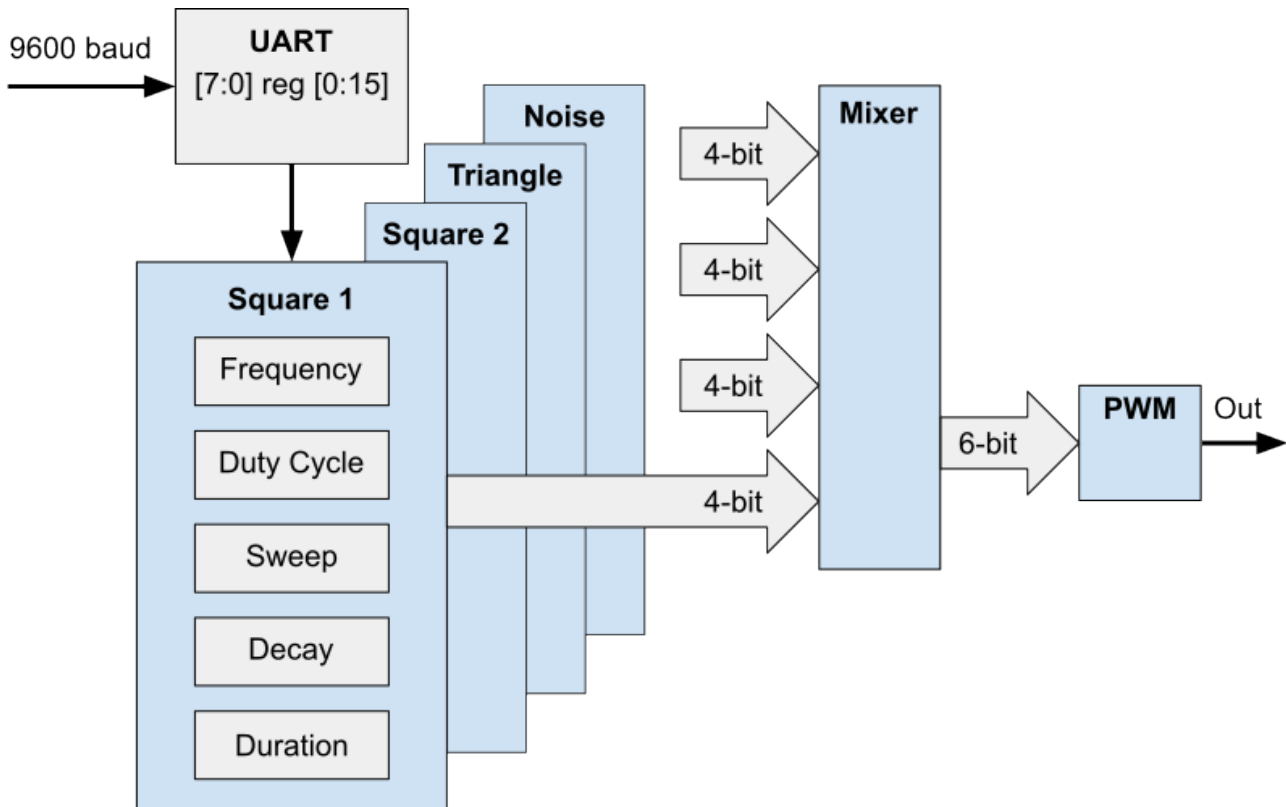 9600 baud
UART
[7:0] reg [0:15]
Noise
Triangle
Square 2
Square 1
Frequency
Duty Cycle
Sweep
Decay
Duration
4-bit
4-bit
4-bit
4-bit
Mixer
6-bit
PWM
Out